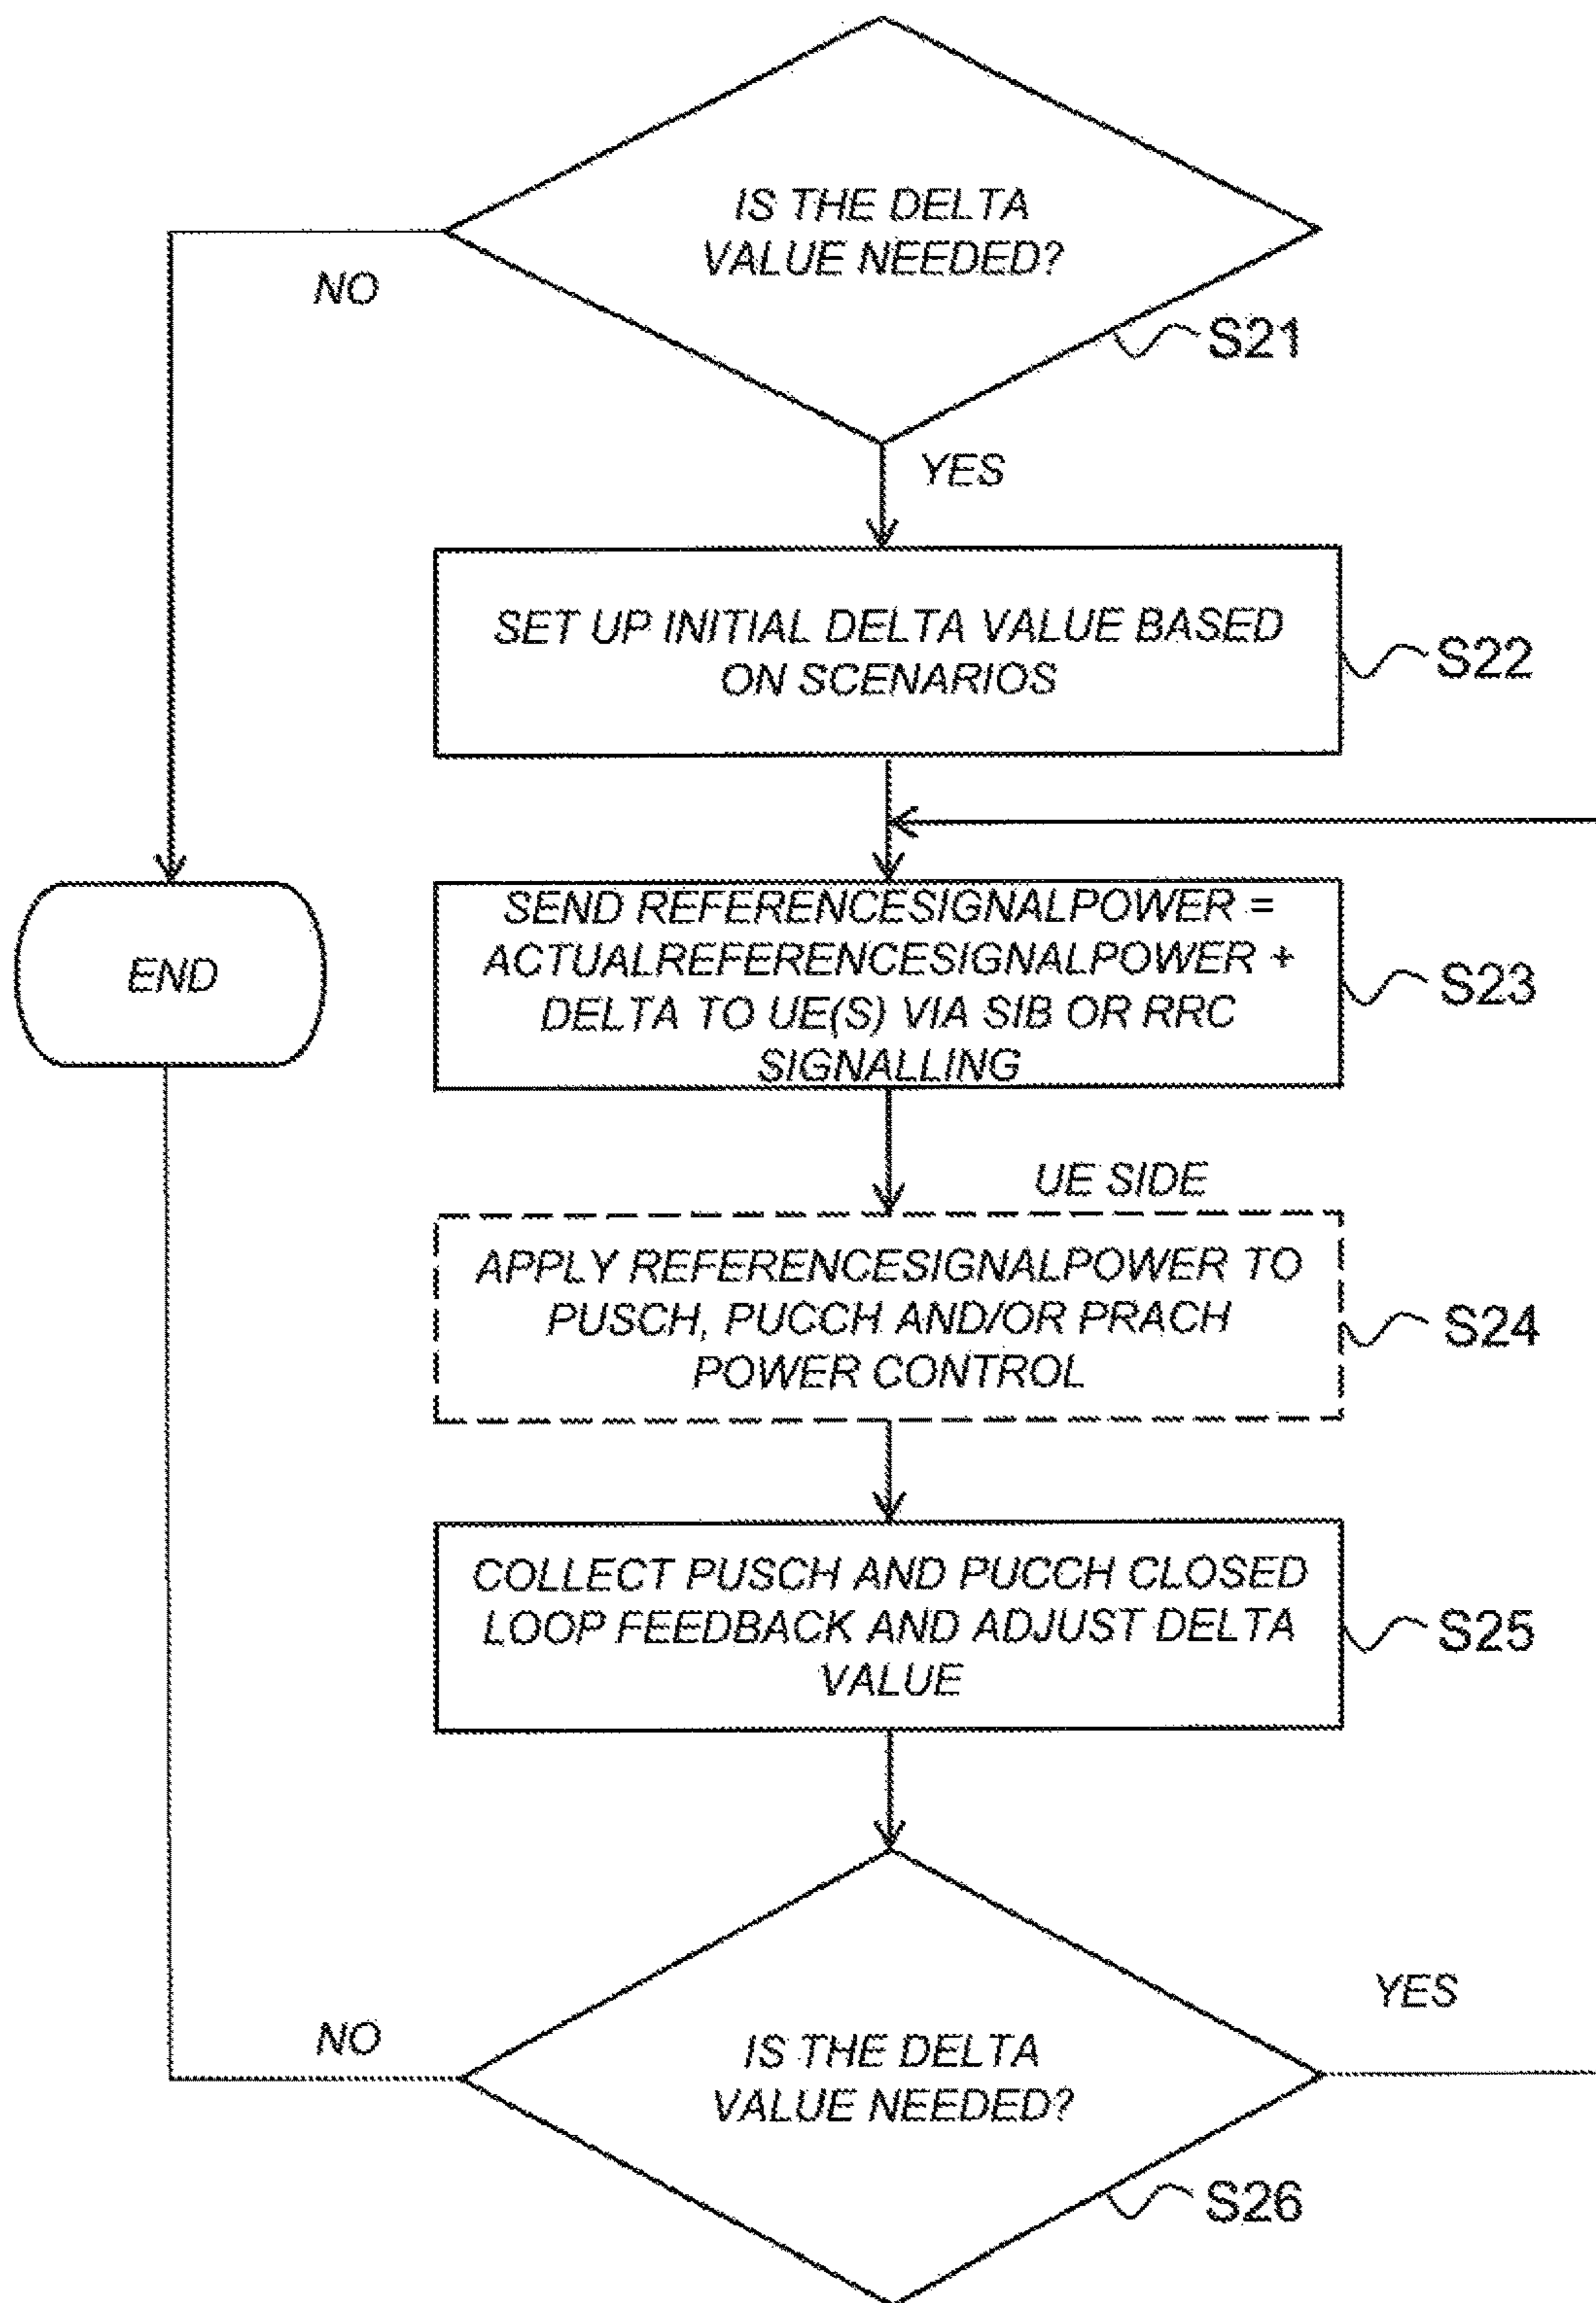 IS THE DELTA
VALUE NEEDED?
NO
S21
YES
SET UP INITIAL DELTA VALUE BASED
ON SCENARIOS
S22
SEND REFERENCESIGNALPOWER =
ACTUALREFERENCESIGNALPOWER +
DELTA TO UE(S) VIA SIB OR RRC
SIGNALLING
S23
END
UE SIDE
APPLY REFERENCESIGNALPOWER TO
PUSCH, PUCCH AND/OR PRACH
POWER CONTROL
S24
COLLECT PUSCH AND PUCCH CLOSED
LOOP FEEDBACK AND ADJUST DELTA
VALUE
S25
YES
NO
IS THE DELTA
VALUE NEEDED?
S26